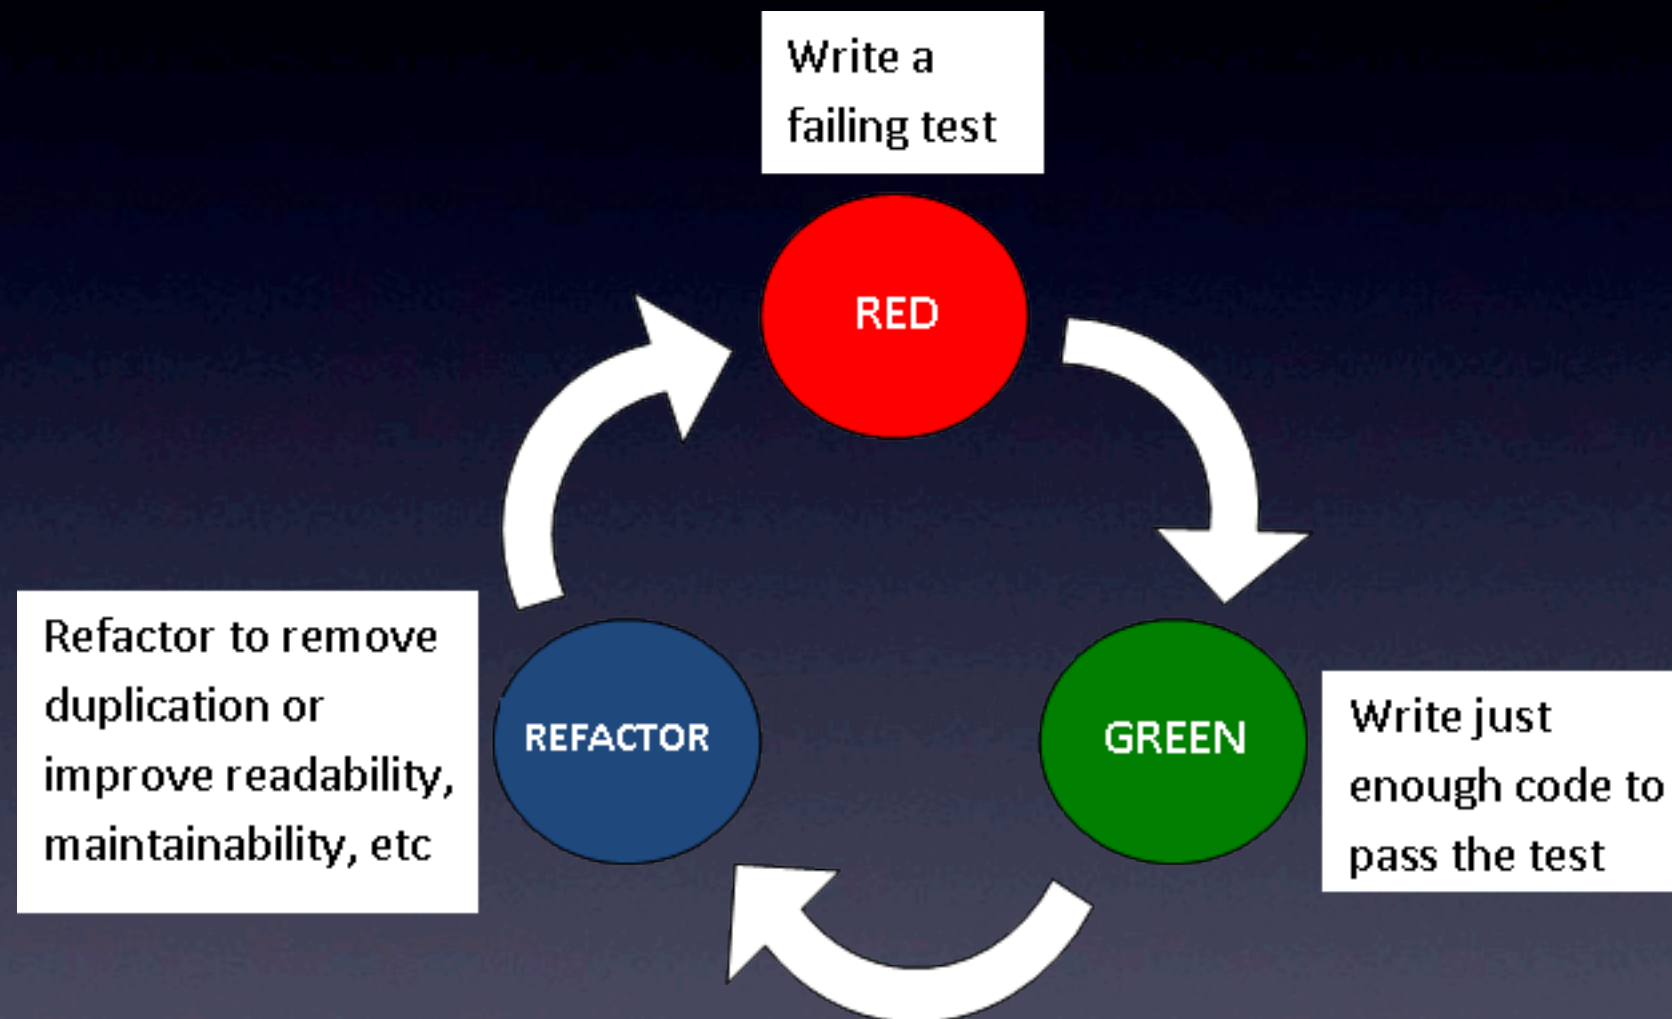 Write a
failing test
RED
Refactor to remove
duplication or
improve readability,
maintainability, etc
REFACTOR
GREEN
Write just
enough code to
pass the test